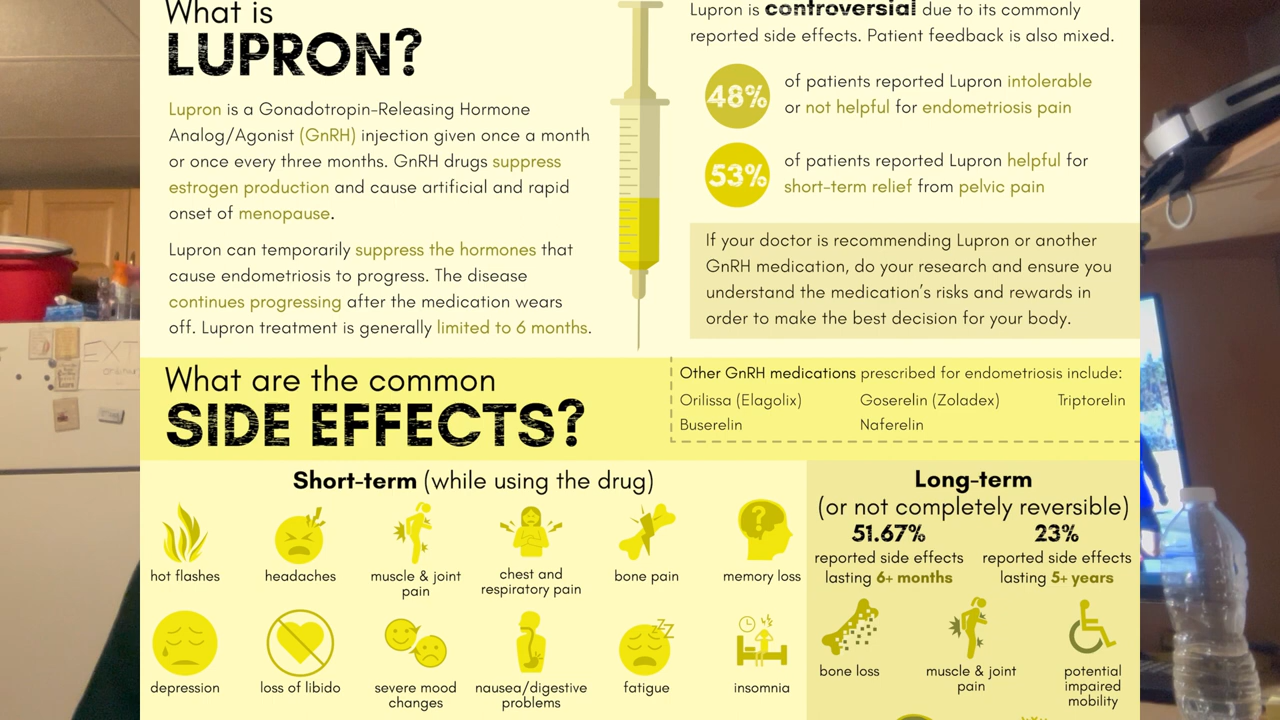 What is
LUPRON?
Lupron is a Gonadotropin-Releasing Hormone
Analog/Agonist (GnRH) injection given once a month
or once every three months. GnRH drugs suppress
estrogen production and cause artificial and rapid
onset of menopause.
Lupron can temporarily suppress the hormones that
cause endometriosis to progress. The disease
continues progressing after the medication wears
off. Lupron treatment is generally limited to 6 months.
Lupron is controversial due to its commonly
reported side effects. Patient feedback is also mixed.
48%
of patients reported Lupron intolerable
or not helpful for endometriosis pain
53%
of patients reported Lupron helpful for
short-term relief from pelvic pain
If your doctor is recommending Lupron or another
GnRH medication, do your research and ensure you
understand the medication's risks and rewards in
order to make the best decision for your body.
What are the common
SIDE EFFECTS?
Other GnRH medications prescribed for endometriosis include:
Orilissa (Elagolix) Goserelin (Zoladex) Triptorelin
Buserelin Naferelin
Short-term (while using the drug)
hot flashes
headaches
muscle & joint
pain
chest and
respiratory pain
bone pain
?
memory loss
depression
loss of libido
severe mood
changes
nausea/digestive
problems
ZZ
fatigue
insomnia
Long-term
(or not completely reversible)
51.67%
reported side effects
lasting 6+ months
23%
reported side effects
lasting 5+ years
bone loss
muscle & joint
pain
potential
impaired
mobility
EXT